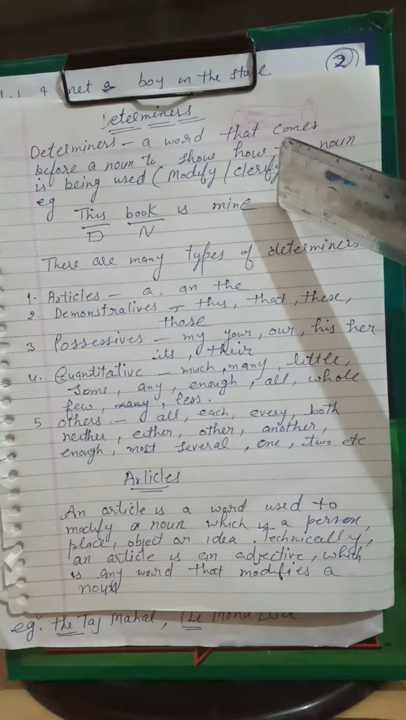 met a boy on the
2
Determiners
Determiners - a word that comes
before a noun to show how noun
is being used (modify / clerify
eg This book is mine
D N
There are many types of determiners
1. Articles - a, an the
2 Demonstratives - this, that, these,
those
3 Possessives - my your, our, his her
its, their
4. Quantitative - much, many, little,
some, any, enough, all, whole
few, many, less.
5 others - all, each, every, both
neither, either, other, another,
enough, most several, one, two etc
Articles
An article is a word used to
modify a noun which is a person,
place, object or idea. Technically,
an article is an adjective, which
is any word that modifies a
noun
eg: the Taj Mahal, The